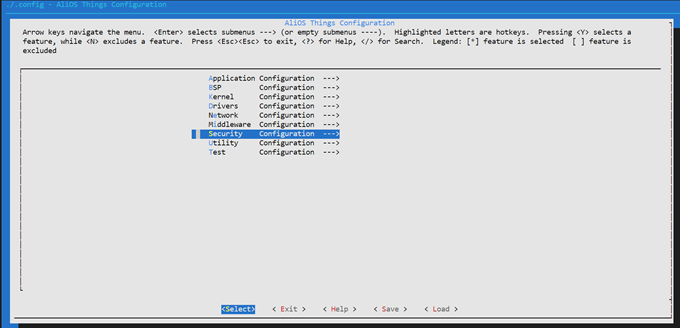 ./.config - AliOS Things Configuration
AliOS Things Configuration
Arrow keys navigate the menu. <Enter> selects submenus ---> (or empty submenus ----). Highlighted letters are hotkeys. Pressing <Y> selects a
feature, while <N> excludes a feature. Press <Esc><Esc> to exit, <?> for Help, </> for Search. Legend: [*] feature is selected [ ] feature is
excluded
Application Configuration --->
BSP Configuration --->
Kernel Configuration --->
Drivers Configuration --->
Network Configuration --->
Middleware Configuration --->
Security Configuration --->
Utility Configuration --->
Test Configuration --->
<Select> < Exit > < Help > < Save > < Load >